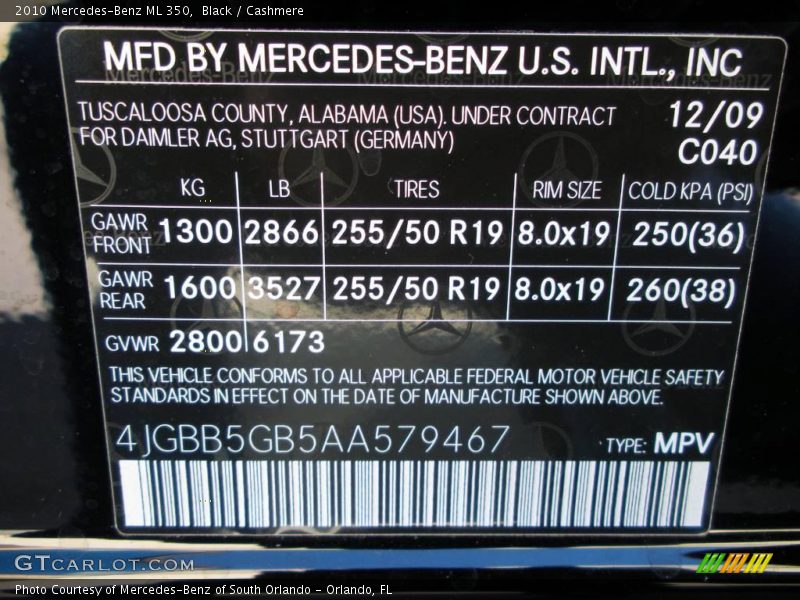 2010 Mercedes-Benz ML 350, Black / Cashmere
MFD BY MERCEDES-BENZ U.S. INTL., INC
TUSCALOOSA COUNTY, ALABAMA (USA). UNDER CONTRACT
FOR DAIMLER AG, STUTTGART (GERMANY)
12/09
C040
KG LB TIRES RIM SIZE COLD KPA (PSI)
GAWR FRONT 1300 2866 255/50 R19 8.0x19 250(36)
GAWR REAR 1600 3527 255/50 R19 8.0x19 260(38)
GVWR 2800 6173
THIS VEHICLE CONFORMS TO ALL APPLICABLE FEDERAL MOTOR VEHICLE SAFETY
STANDARDS IN EFFECT ON THE DATE OF MANUFACTURE SHOWN ABOVE.
4JGBB5GB5AA579467 TYPE: MPV
GTCARLOT.COM
Photo Courtesy of Mercedes-Benz of South Orlando - Orlando, FL